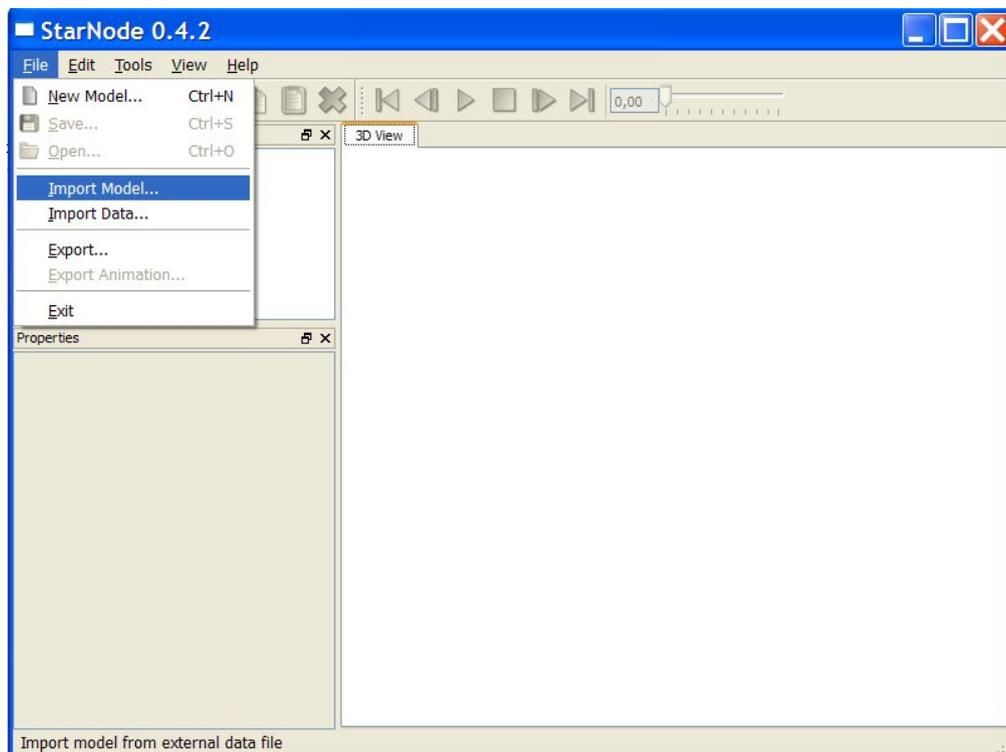 StarNode 0.4.2
File Edit Tools View Help
New Model... Ctrl+N
Save... Ctrl+S
Open... Ctrl+O
Import Model...
Import Data...
Export...
Export Animation...
Exit
0,00
3D View
Properties
Import model from external data file